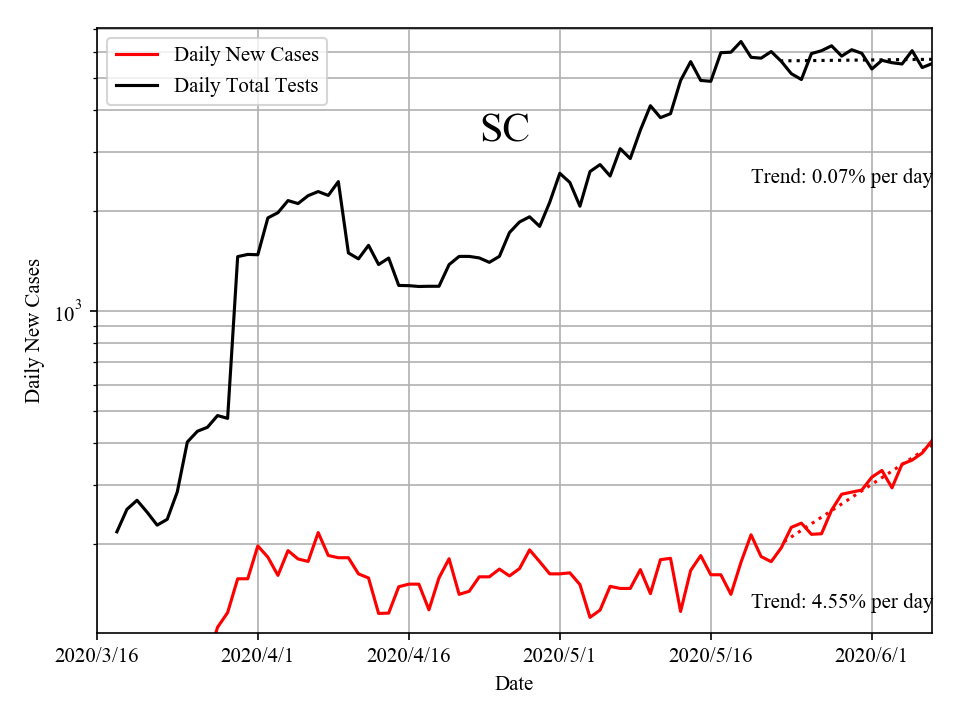 Daily New Cases
Daily Total Tests
SC
Trend: 0.07% per day
Daily New Cases
10³
Trend: 4.55% per day
2020/3/16 2020/4/1 2020/4/16 2020/5/1 2020/5/16 2020/6/1
Date